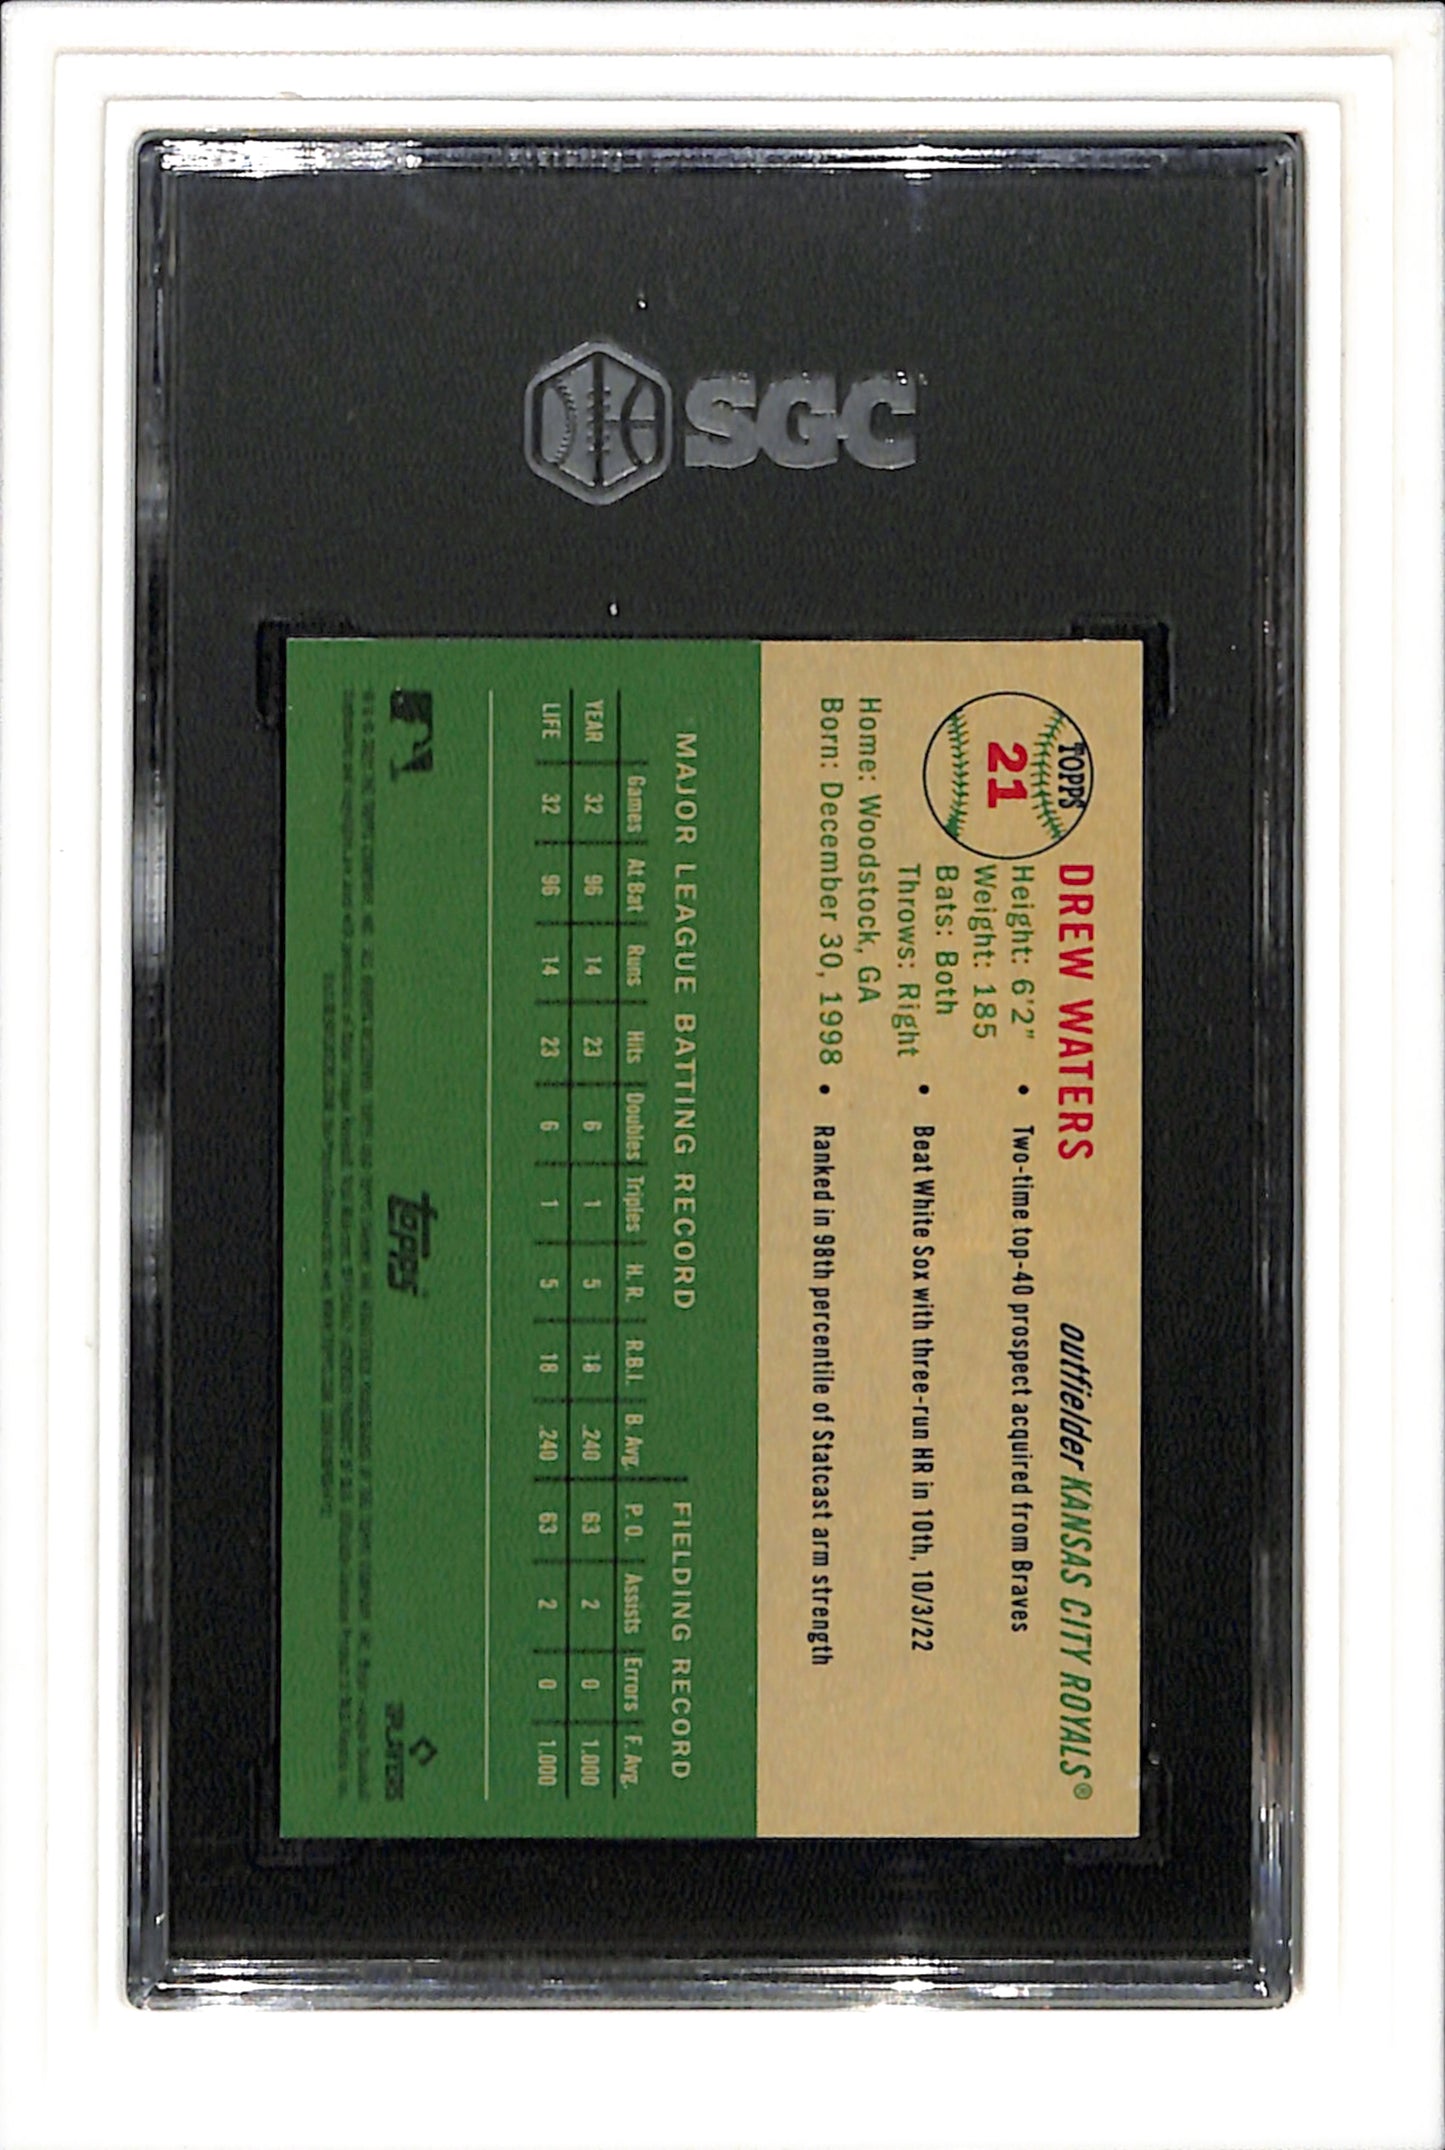 SGC
TOPPS
21
DREW WATERS
outfielder KANSAS CITY ROYALS®
Height: 6'2"
Weight: 185
Bats: Both
Throws: Right
Home: Woodstock, GA
Born: December 30, 1998
• Two-time top-40 prospect acquired from Braves
• Beat White Sox with three-run HR in 10th, 10/3/22
• Ranked in 98th percentile of Statcast arm strength
MAJOR LEAGUE BATTING RECORD FIELDING RECORD
Games At Bat Runs Hits Doubles Triples H. R. R.B.I. B. Avg. P. O. Assists Errors F. Avg.
YEAR 32 96 14 23 6 1 5 18 .240 63 2 0 1.000
LIFE 32 96 14 23 6 1 5 18 .240 63 2 0 1.000
topps
PLAYERS